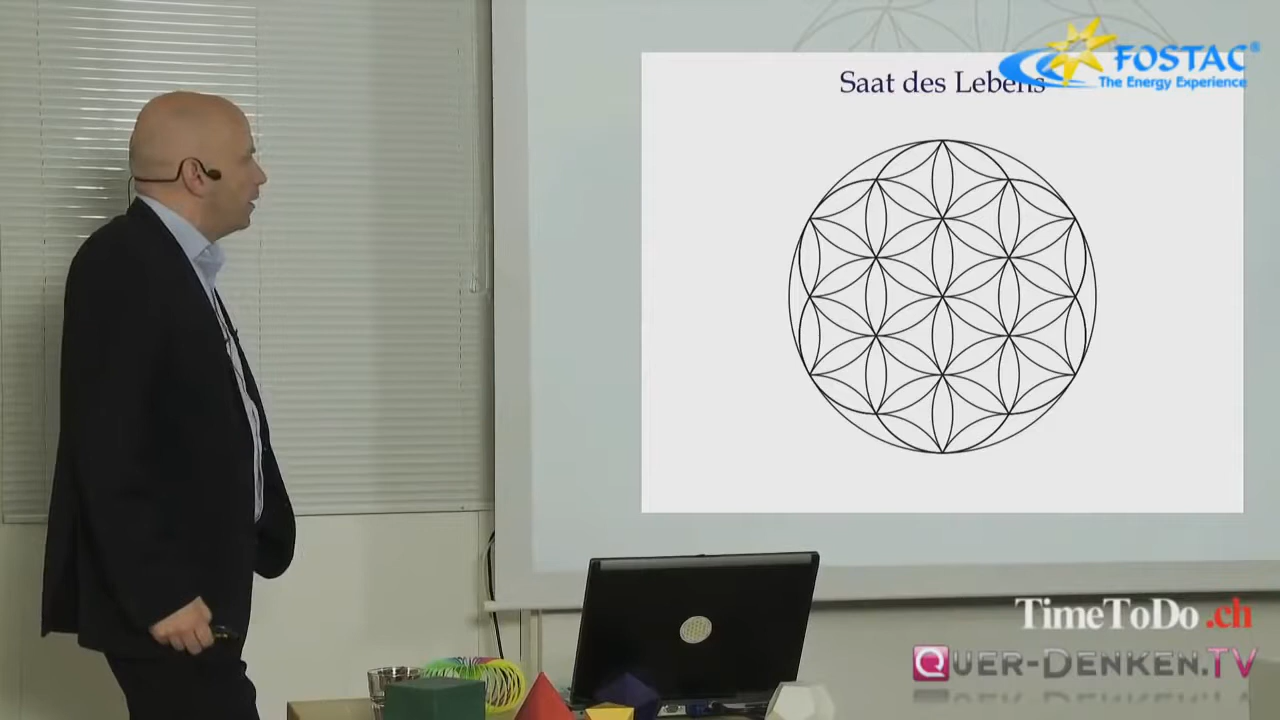 Saat des Lebens
FOSTAC®
The Energy Experience
TimeToDo.ch
QUER-DENKEN.TV